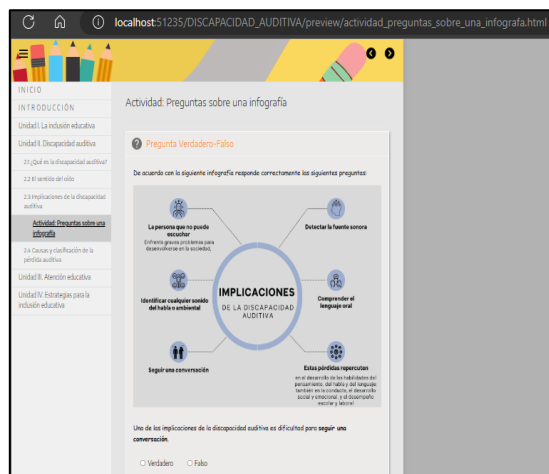 localhost:51235/DISCAPACIDAD_AUDITIVA/preview/actividad_preguntas_sobre_una_infografa.html
INICIO
INTRODUCCIÓN
Unidad I. La inclusión educativa
Unidad II. Discapacidad auditiva
2.1 ¿Qué es la discapacidad auditiva?
2.2 El sentido del oído
2.3 Implicaciones de la discapacidad
auditiva
Actividad: Preguntas sobre una
infografía
2.4 Causas y clasificación de la
pérdida auditiva
Unidad III. Atención educativa
Unidad IV. Estrategias para la
inclusión educativa
Actividad: Preguntas sobre una infografía
Pregunta Verdadero-Falso
De acuerdo con la siguiente infografía responde correctamente las siguientes preguntas:
La persona que no puede
escuchar
Enfrenta graves problemas para
desenvolverse en la sociedad,
Detectar la fuente sonora
Identificar cualquier sonido
del habla o ambiental
IMPLICACIONES
DE LA DISCAPACIDAD
AUDITIVA
Comprender el
lenguaje oral
Seguir una conversación
Estas pérdidas repercuten
en el desarrollo de las habilidades del
pensamiento, del habla y del lenguaje;
también en la conducta, el desarrollo
social y emocional, y el desempeño
escolar y laboral
Una de las implicaciones de la discapacidad auditiva es dificultad para seguir una
conversación.
Verdadero Falso